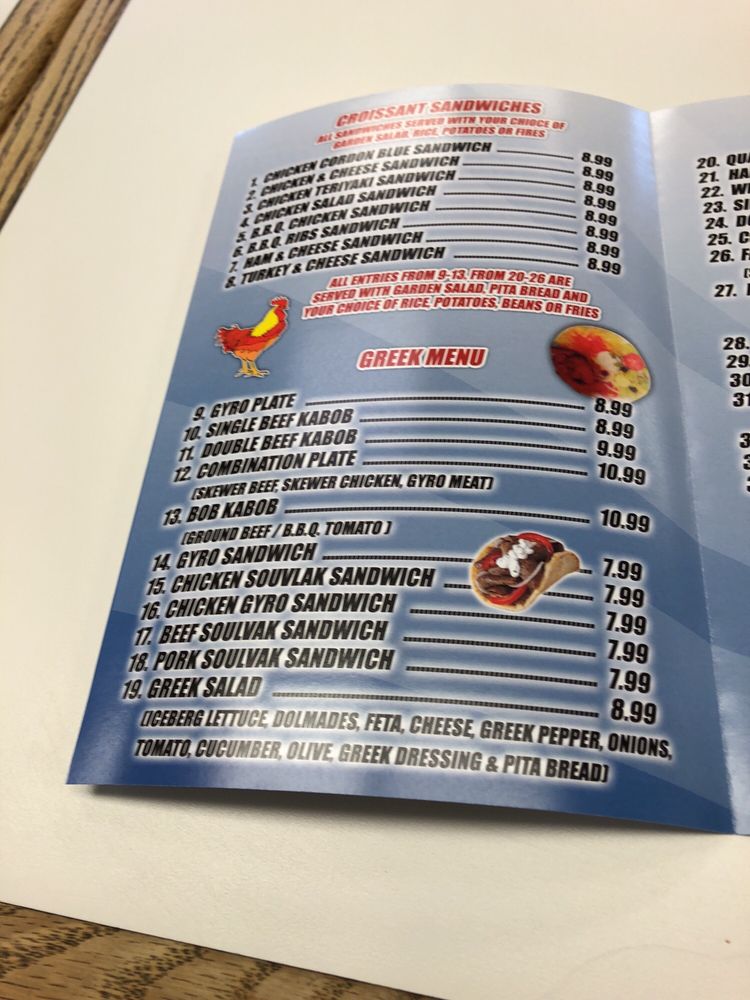 CROISSANT SANDWICHES
ALL SANDWICHES SERVED WITH YOUR CHIOCE OF
GARDEN SALAD, RICE, POTATOES OR FIRES
1. CHICKEN CORDON BLUE SANDWICH 8.99
2. CHICKEN & CHEESE SANDWICH 8.99
3. CHICKEN TERIYAKI SANDWICH 8.99
4. CHICKEN SALAD SANDWICH 8.99
5. B.B.Q. CHICKEN SANDWICH 8.99
6. B.B.Q. RIBS SANDWICH 8.99
7. HAM & CHEESE SANDWICH 8.99
8. TURKEY & CHEESE SANDWICH 8.99
ALL ENTRIES FROM 9-13, FROM 20-26 ARE
SERVED WITH GARDEN SALAD, PITA BREAD AND
YOUR CHOICE OF RICE, POTATOES, BEANS OR FRIES
GREEK MENU
9. GYRO PLATE 8.99
10. SINGLE BEEF KABOB 8.99
11. DOUBLE BEEF KABOB 9.99
12. COMBINATION PLATE 10.99
(SKEWER BEEF, SKEWER CHICKEN, GYRO MEAT)
13. BOB KABOB 10.99
(GROUND BEEF / B.B.Q. TOMATO )
14. GYRO SANDWICH 7.99
15. CHICKEN SOUVLAK SANDWICH 7.99
16. CHICKEN GYRO SANDWICH 7.99
17. BEEF SOULVAK SANDWICH 7.99
18. PORK SOULVAK SANDWICH 7.99
19. GREEK SALAD 8.99
(ICEBERG LETTUCE, DOLMADES, FETA, CHEESE, GREEK PEPPER, ONIONS,
TOMATO, CUCUMBER, OLIVE, GREEK DRESSING & PITA BREAD)
20.
21.
22.
23.
24.
25.
26.
27.
28.
29.
30
31